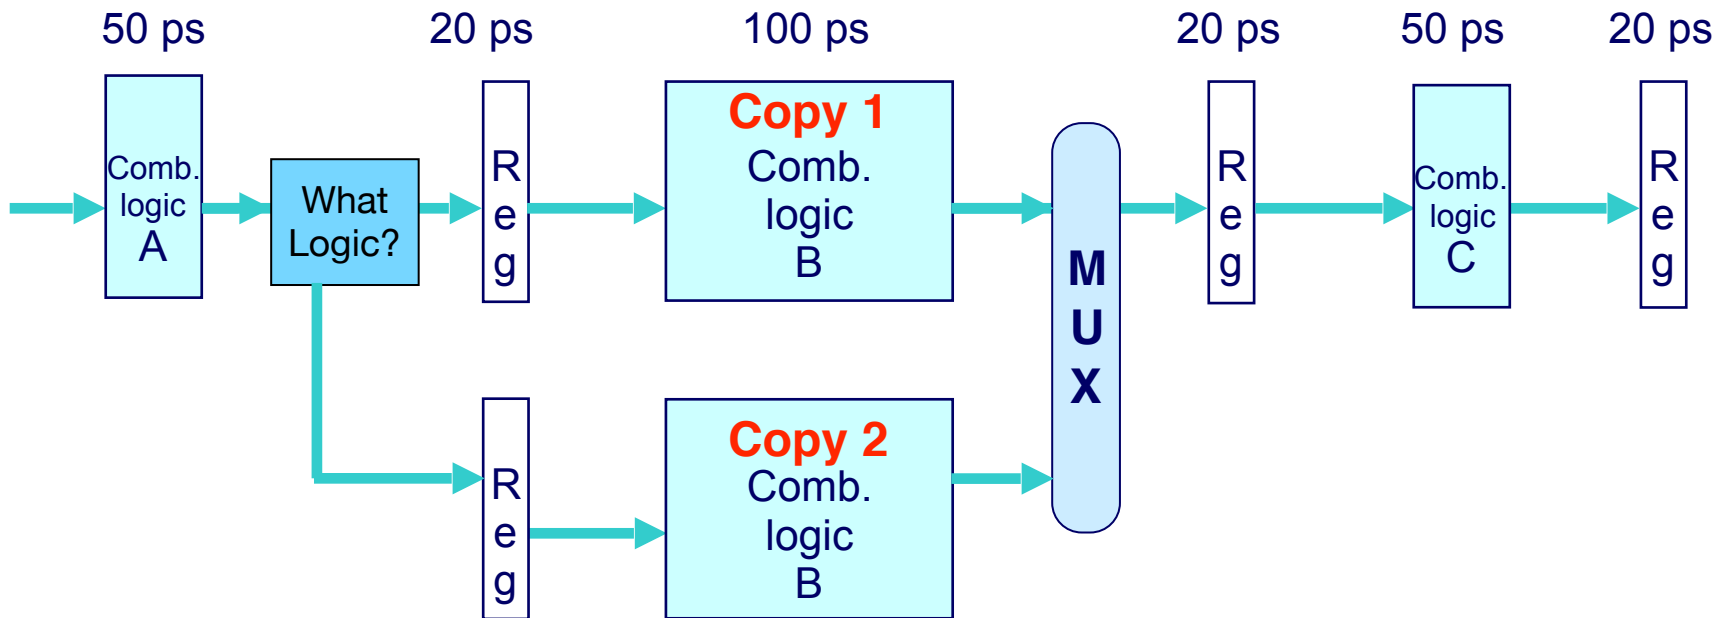 50 ps 20 ps 100 ps 20 ps 50 ps 20 ps
Comb.
logic
A
What
Logic?
R
e
g
Copy 1
Comb.
logic
B
M
U
X
R
e
g
Comb.
logic
C
R
e
g
R
e
g
Copy 2
Comb.
logic
B